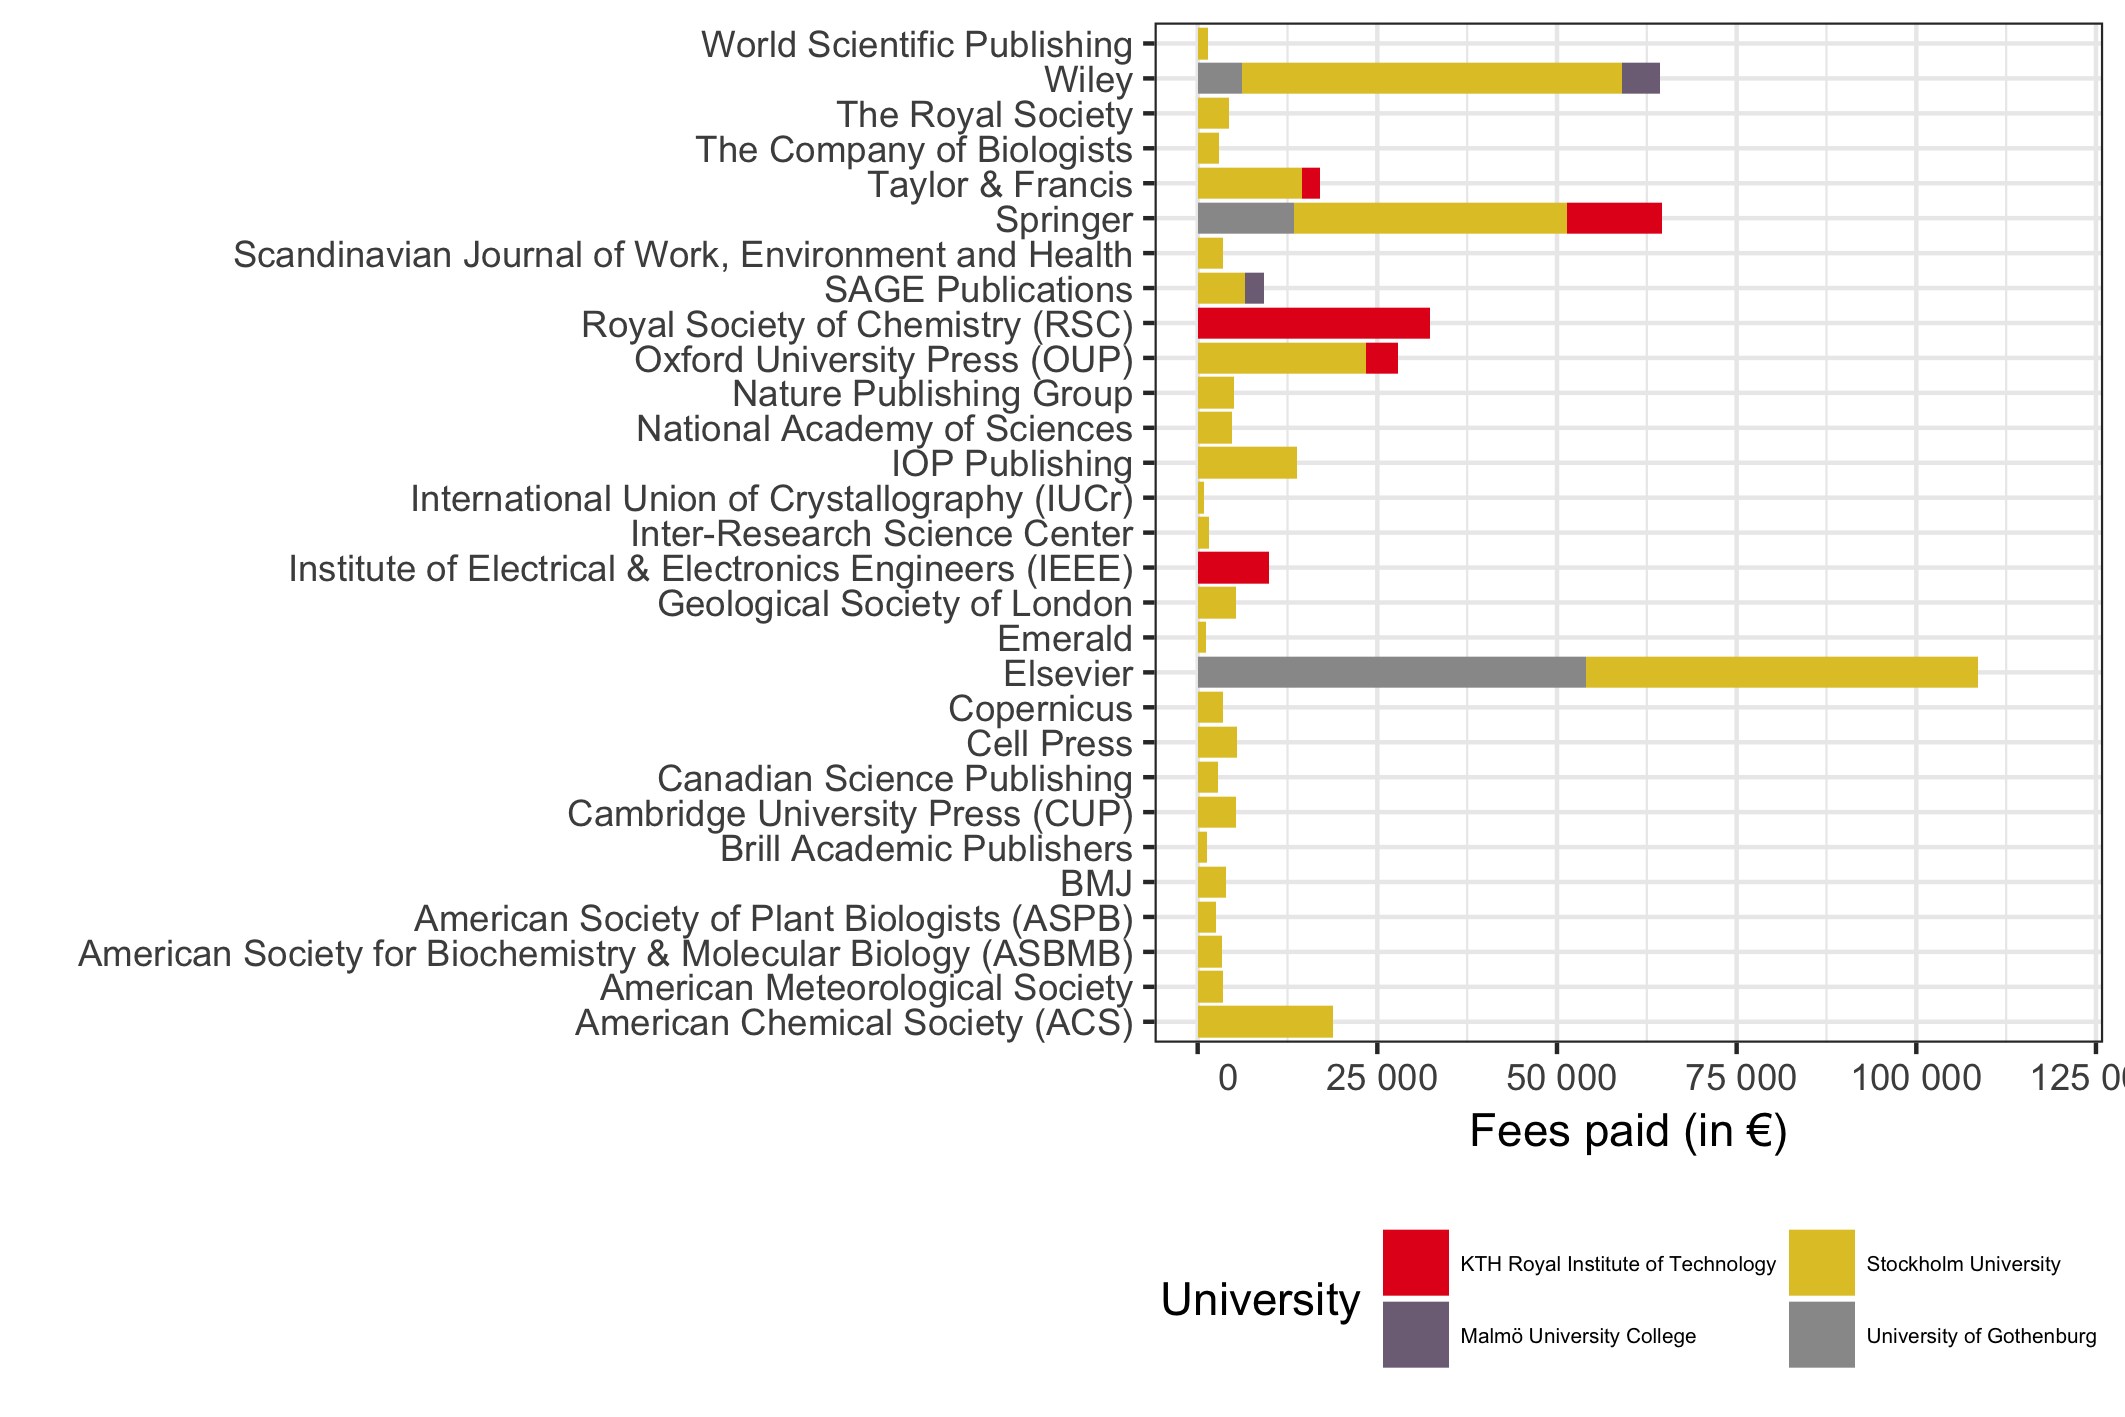 World Scientific Publishing
Wiley
The Royal Society
The Company of Biologists
Taylor & Francis
Springer
Scandinavian Journal of Work, Environment and Health
SAGE Publications
Royal Society of Chemistry (RSC)
Oxford University Press (OUP)
Nature Publishing Group
National Academy of Sciences
IOP Publishing
International Union of Crystallography (IUCr)
Inter-Research Science Center
Institute of Electrical & Electronics Engineers (IEEE)
Geological Society of London
Emerald
Elsevier
Copernicus
Cell Press
Canadian Science Publishing
Cambridge University Press (CUP)
Brill Academic Publishers
BMJ
American Society of Plant Biologists (ASPB)
American Society for Biochemistry & Molecular Biology (ASBMB)
American Meteorological Society
American Chemical Society (ACS)
0 25 000 50 000 75 000 100 000 125 0
Fees paid (in €)
University
KTH Royal Institute of Technology
Stockholm University
Malmö University College
University of Gothenburg